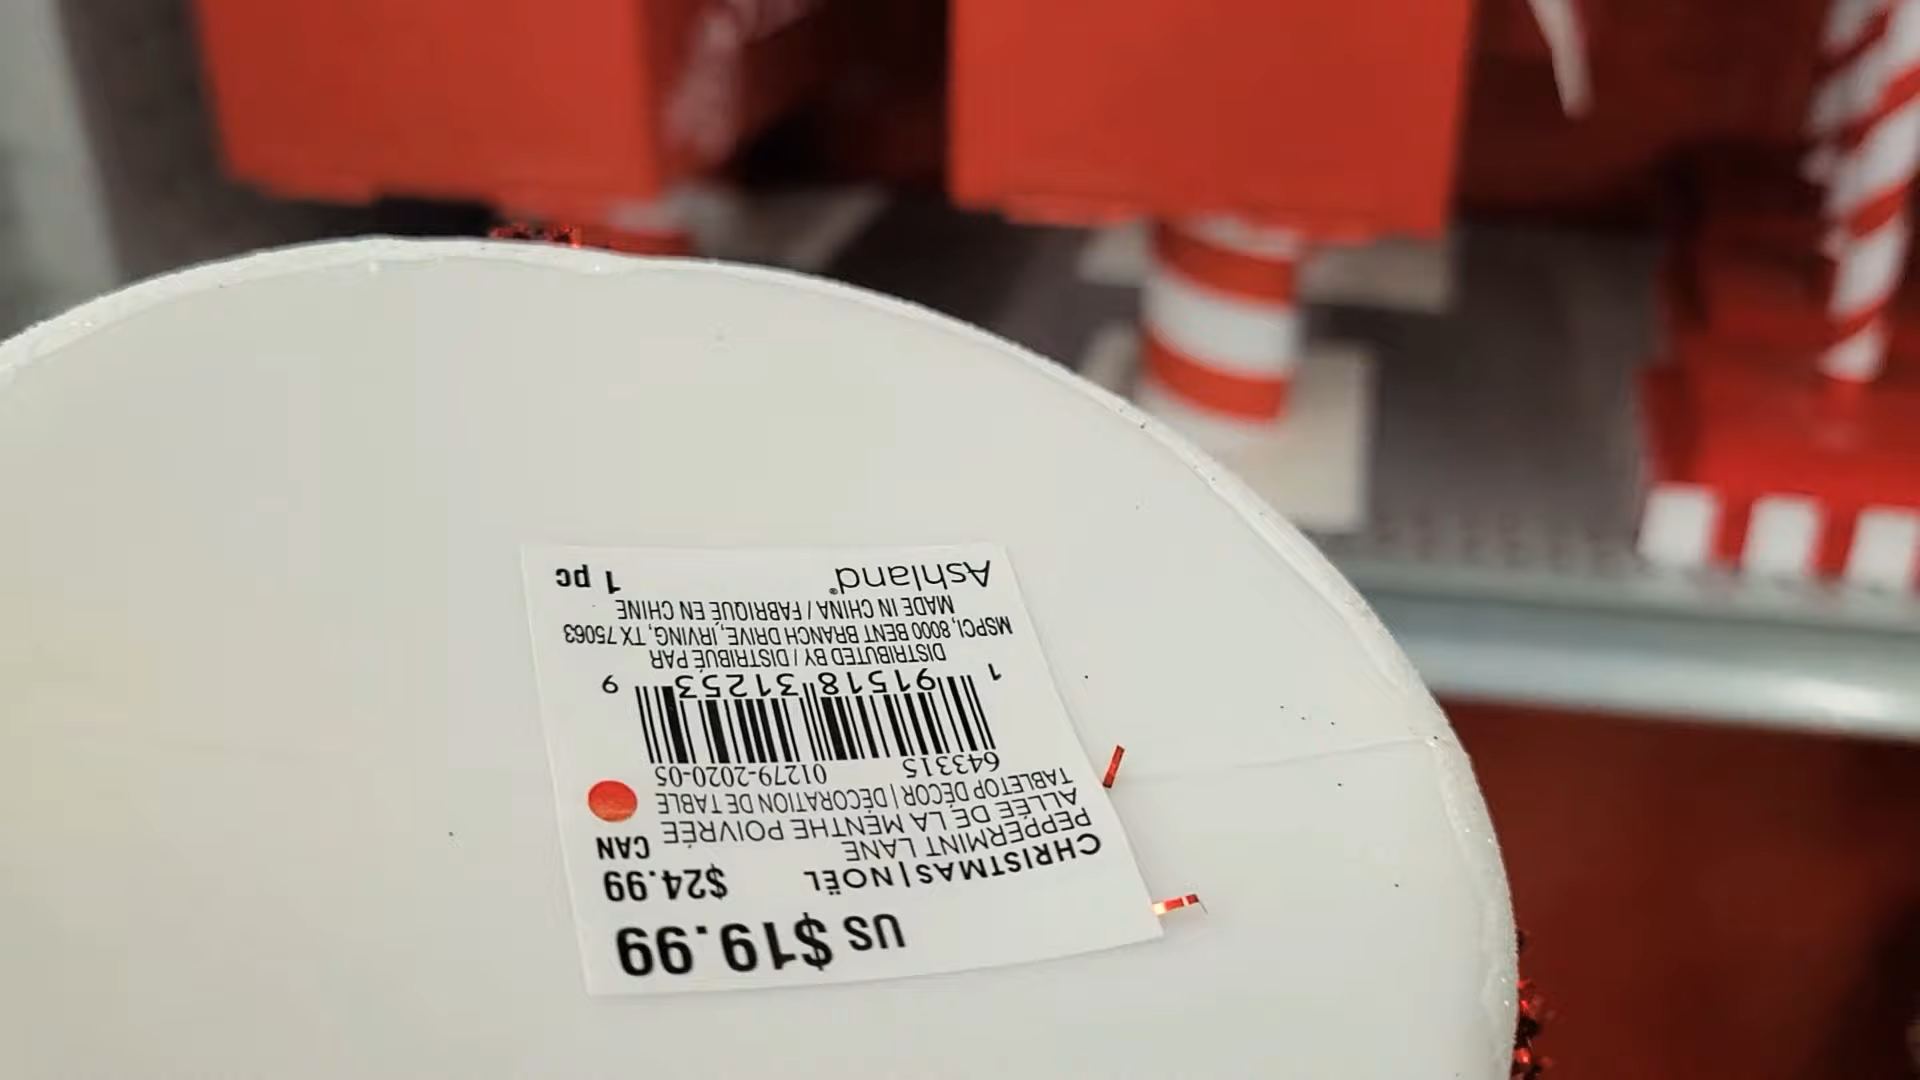 Ashland® 1 pc
MADE IN CHINA / FABRIQUÉ EN CHINE
MSPCI, 8000 BENT BRANCH DRIVE, IRVING, TX 75063
DISTRIBUTED BY / DISTRIBUÉ PAR
1 91518 31253 9
643315 01279-2020-05
TABLETOP DÉCOR | DÉCORATION DE TABLE
ALLÉE DE LA MENTHE POIVRÉE
PEPPERMINT LANE CAN
CHRISTMAS | NOËL $24.99
US $19.99